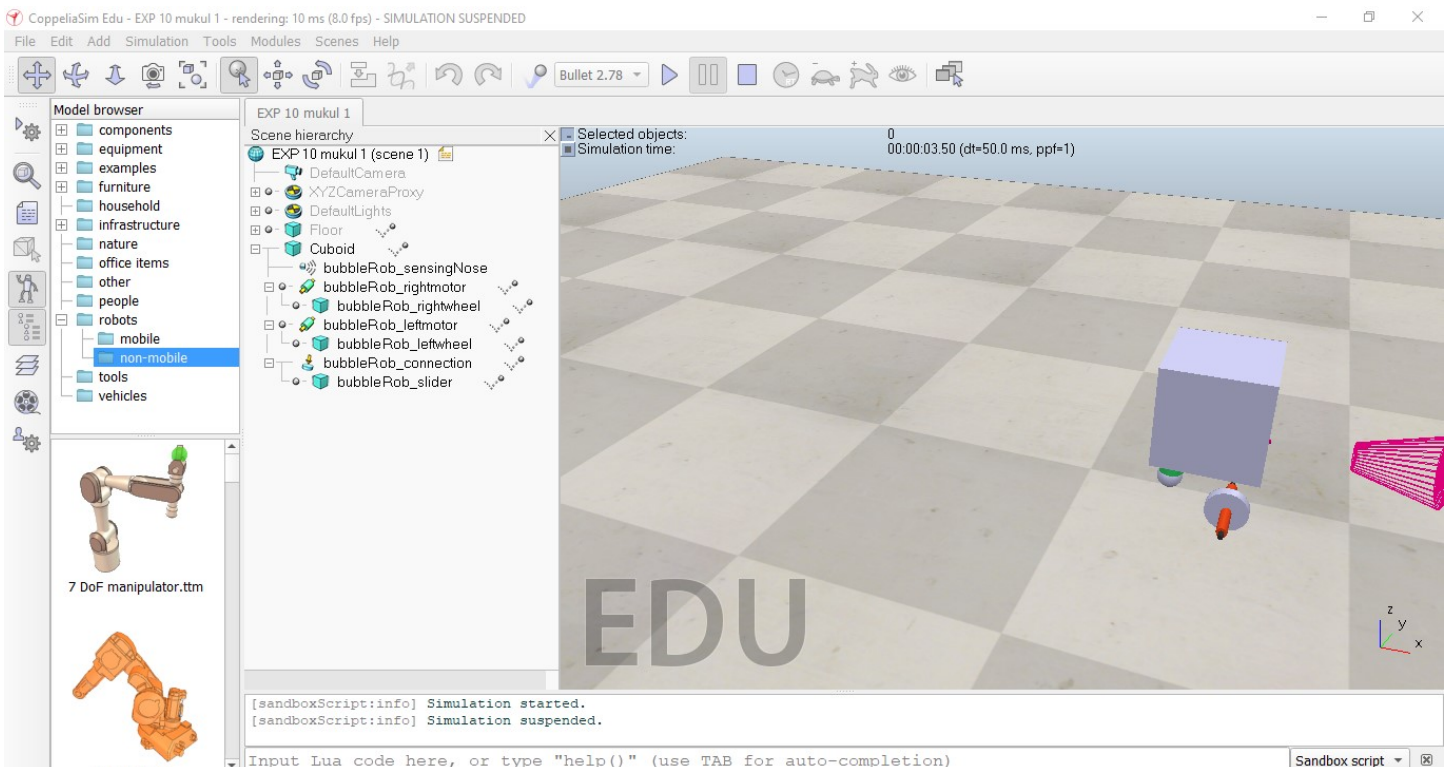 CoppeliaSim Edu - EXP 10 mukul 1 - rendering: 10 ms (8.0 fps) - SIMULATION SUSPENDED
File Edit Add Simulation Tools Modules Scenes Help
Bullet 2.78
Model browser
components
equipment
examples
furniture
household
infrastructure
nature
office items
other
people
robots
mobile
non-mobile
tools
vehicles
7 DoF manipulator.ttm
EXP 10 mukul 1
Scene hierarchy
EXP 10 mukul 1 (scene 1)
DefaultCamera
XYZCameraProxy
DefaultLights
Floor
Cuboid
bubbleRob_sensingNose
bubbleRob_rightmotor
bubbleRob_rightwheel
bubbleRob_leftmotor
bubbleRob_leftwheel
bubbleRob_connection
bubbleRob_slider
Selected objects: 0
Simulation time: 00:00:03.50 (dt=50.0 ms, ppf=1)
EDU
z
y
x
[sandboxScript:info] Simulation started.
[sandboxScript:info] Simulation suspended.
Input Lua code here, or type "help()" (use TAB for auto-completion)
Sandbox script